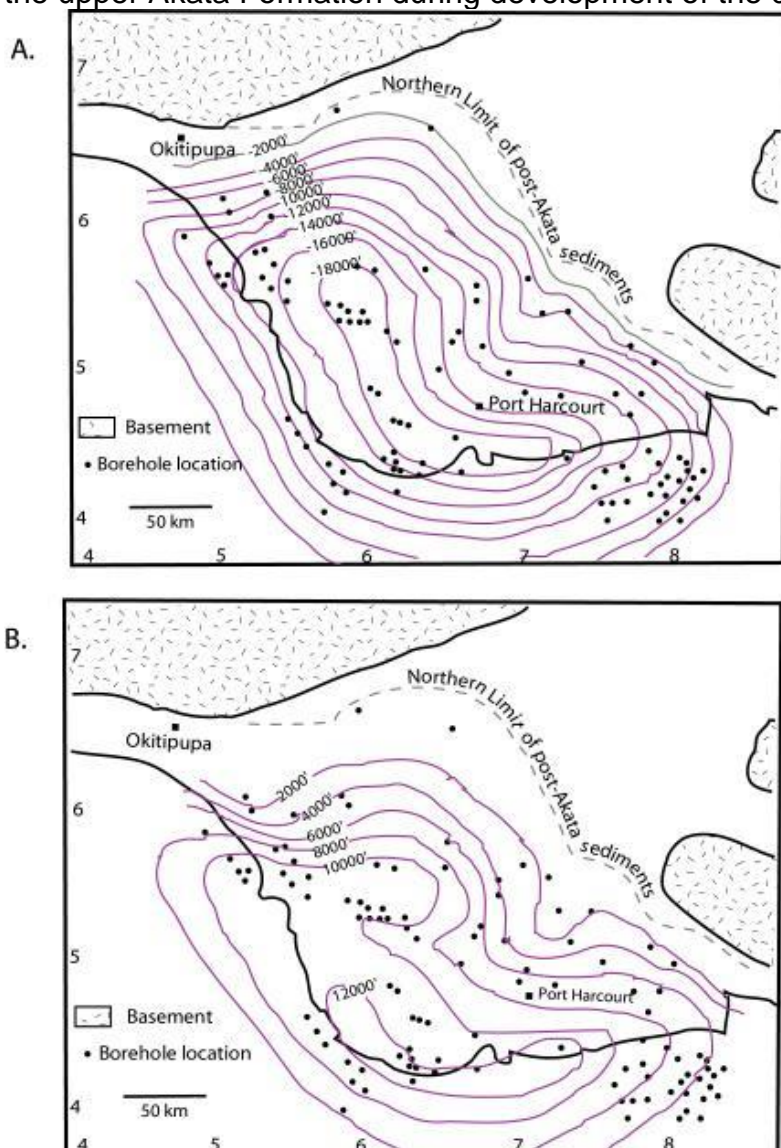 the upper Akata Formation during development of the
A.
7
Northern Limit of post-Akata sediments
Okitipupa
-2000'
-4000'
-6000'
-8000'
-10000'
-12000'
-14000'
-16000'
-18000'
6
5
Port Harcourt
Basement
Borehole location
50 km
4
4 5 6 7 8
B.
7
Northern Limit of post-Akata sediments
Okitipupa
2000'
4000'
6000'
8000'
10000'
6
5
12000'
Port Harcourt
Basement
Borehole location
50 km
4
4 5 6 7 8